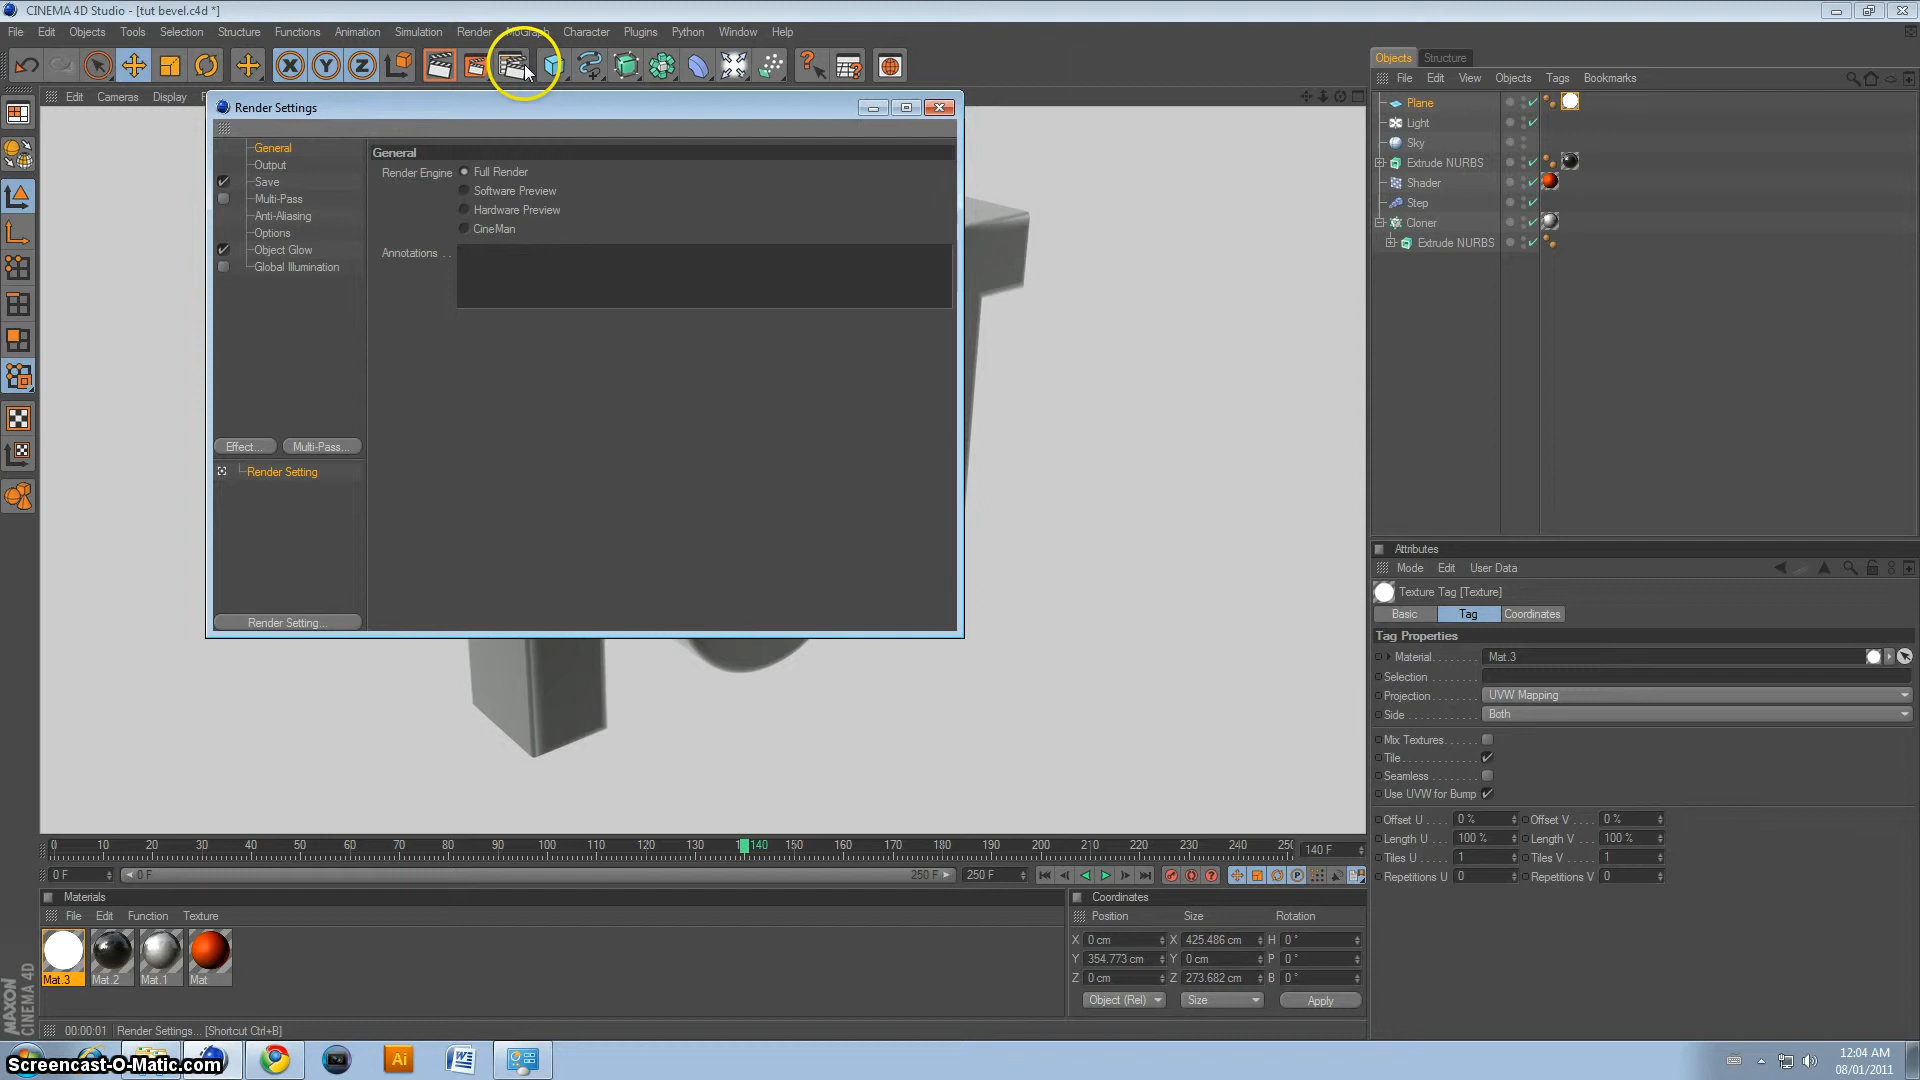 CINEMA 4D Studio - [tut bevel.c4d *]
File Edit Objects Tools Selection Structure Functions Animation Simulation Render MoGraph Character Plugins Python Window Help
Objects Structure
File Edit View Objects Tags Bookmarks
Edit Cameras Display
Plane
Light
Sky
Extrude NURBS
Shader
Step
Cloner
Extrude NURBS
Render Settings
General
Output
Save
Multi-Pass
Anti-Aliasing
Options
Object Glow
Global Illumination
Effect...
Multi-Pass...
Render Setting
Render Setting...
General
Render Engine
Full Render
Software Preview
Hardware Preview
CineMan
Annotations . .
Attributes
Mode Edit User Data
Texture Tag [Texture]
Basic Tag Coordinates
Tag Properties
Material . . . . . . . Mat.3
Selection . . . . . .
Projection . . . . . . UVW Mapping
Side . . . . . . . . . . Both
Mix Textures . . . . .
Tile . . . . . . . . . . . .
Seamless . . . . . . .
Use UVW for Bump
Offset U . . . . 0 % Offset V . . . . 0 %
Length U . . . 100 % Length V . . . 100 %
Tiles U . . . . 1 Tiles V . . . . 1
Repetitions U 0 Repetitions V 0
0 10 20 30 40 50 60 70 80 90 100 110 120 130 140 150 160 170 180 190 200 210 220 230 240 250 140 F
0 F 0 F 250 F 250 F
Materials
File Edit Function Texture
Mat.3 Mat.2 Mat.1 Mat
Coordinates
Position Size Rotation
X 0 cm X 425.486 cm H 0 °
Y 354.773 cm Y 0 cm P 0 °
Z 0 cm Z 273.682 cm B 0 °
Object (Rel) Size Apply
MAXON
CINEMA 4D
00:00:01 Render Settings... [Shortcut Ctrl+B]
Screencast-O-Matic.com
Ai
12:04 AM
08/01/2011